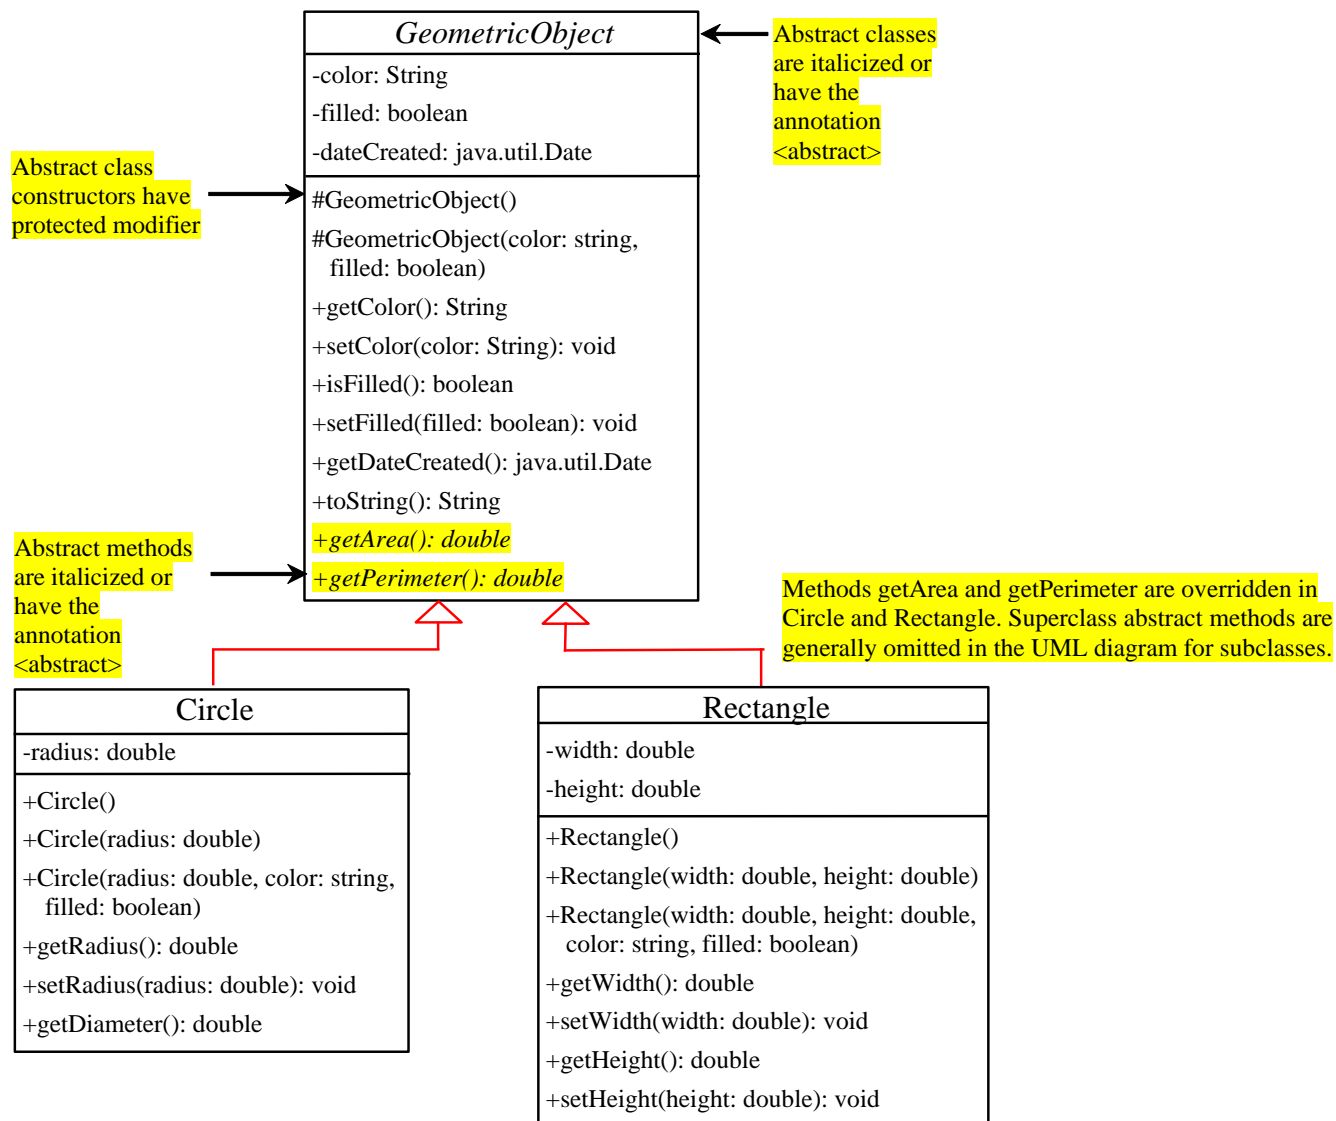 GeometricObject
-color: String
-filled: boolean
-dateCreated: java.util.Date
#GeometricObject()
#GeometricObject(color: string,
filled: boolean)
+getColor(): String
+setColor(color: String): void
+isFilled(): boolean
+setFilled(filled: boolean): void
+getDateCreated(): java.util.Date
+toString(): String
+getArea(): double
+getPerimeter(): double
Abstract classes
are italicized or
have the
annotation
<abstract>
Abstract class
constructors have
protected modifier
Abstract methods
are italicized or
have the
annotation
<abstract>
Methods getArea and getPerimeter are overridden in
Circle and Rectangle. Superclass abstract methods are
generally omitted in the UML diagram for subclasses.
Circle
-radius: double
+Circle()
+Circle(radius: double)
+Circle(radius: double, color: string,
filled: boolean)
+getRadius(): double
+setRadius(radius: double): void
+getDiameter(): double
Rectangle
-width: double
-height: double
+Rectangle()
+Rectangle(width: double, height: double)
+Rectangle(width: double, height: double,
color: string, filled: boolean)
+getWidth(): double
+setWidth(width: double): void
+getHeight(): double
+setHeight(height: double): void